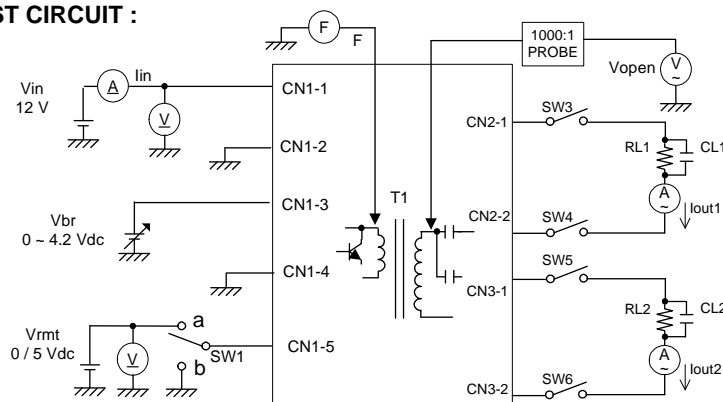 ST CIRCUIT :
F
F
1000:1
PROBE
Vopen
V
~
Vin
12 V
A
Iin
V
CN1-1
CN1-2
Vbr
0 ~ 4.2 Vdc
CN1-3
CN1-4
Vrmt
0 / 5 Vdc
V
a
b
SW1
CN1-5
T1
CN2-1
SW3
RL1
CL1
A
~
Iout1
CN2-2
SW4
CN3-1
SW5
RL2
CL2
A
~
Iout2
CN3-2
SW6